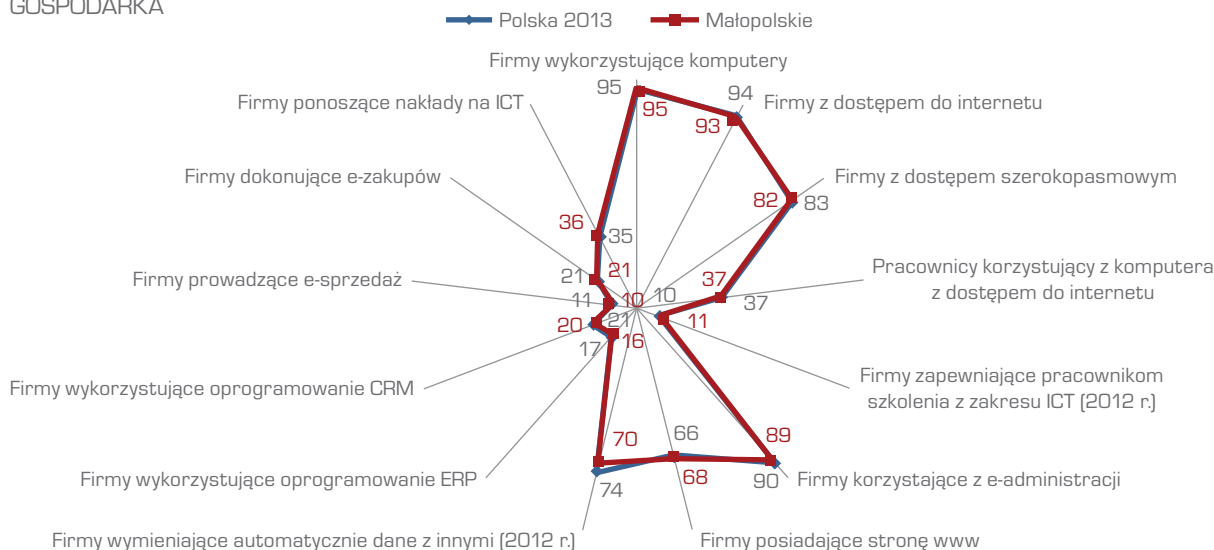 GOSPODARKA
Polska 2013
Małopolskie
Firmy wykorzystujące komputery
95
95
94
93
Firmy z dostępem do internetu
Firmy ponoszące nakłady na ICT
Firmy dokonujące e-zakupów
Firmy z dostępem szerokopasmowym
82
83
36
35
Firmy prowadzące e-sprzedaż
21
21
Pracownicy korzystujący z komputera
z dostępem do internetu
37
37
11
10
10
11
20
21
17
16
Firmy wykorzystujące oprogramowanie CRM
Firmy zapewniające pracownikom
szkolenia z zakresu ICT (2012 r.)
70
74
66
68
89
90
Firmy wykorzystujące oprogramowanie ERP
Firmy korzystające z e-administracji
Firmy wymieniające automatycznie dane z innymi (2012 r.)
Firmy posiadające stronę www